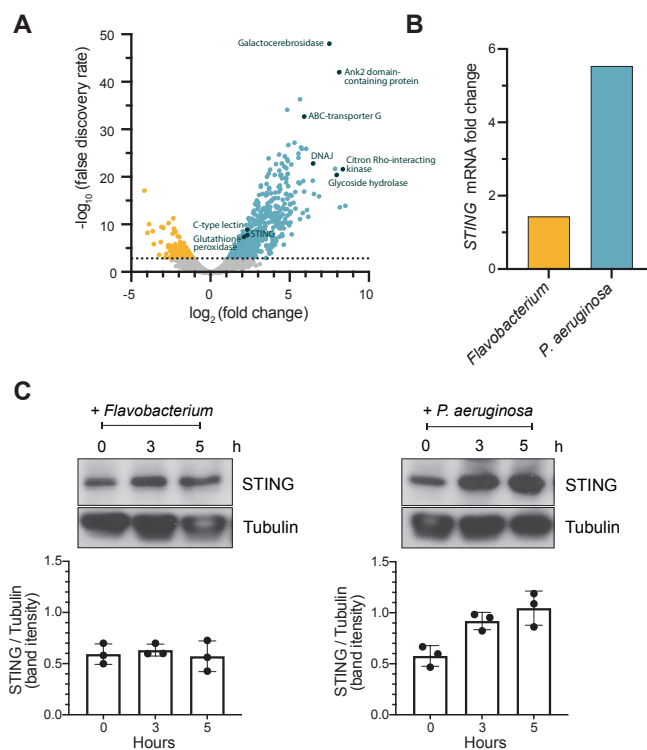 A
-log10 (false discovery rate)
50
40
30
20
10
0
-5
0
5
10
log2 (fold change)
Galactocerebrosidase
Ank2 domain-
containing protein
ABC-transporter G
DNAJ
Citron Rho-interacting
kinase
Glycoside hydrolase
C-type lectin
STING
Glutathione
peroxidase
B
STING mRNA fold change
6
4
2
0
Flavobacterium
P. aeruginosa
C
+ Flavobacterium
0 3 5 h
STING
Tubulin
STING / Tubulin
(band itensity)
1.5
1.0
0.5
0.0
0 3 5
Hours
+ P. aeruginosa
0 3 5 h
STING
Tubulin
STING / Tubulin
(band itensity)
1.5
1.0
0.5
0.0
0 3 5
Hours